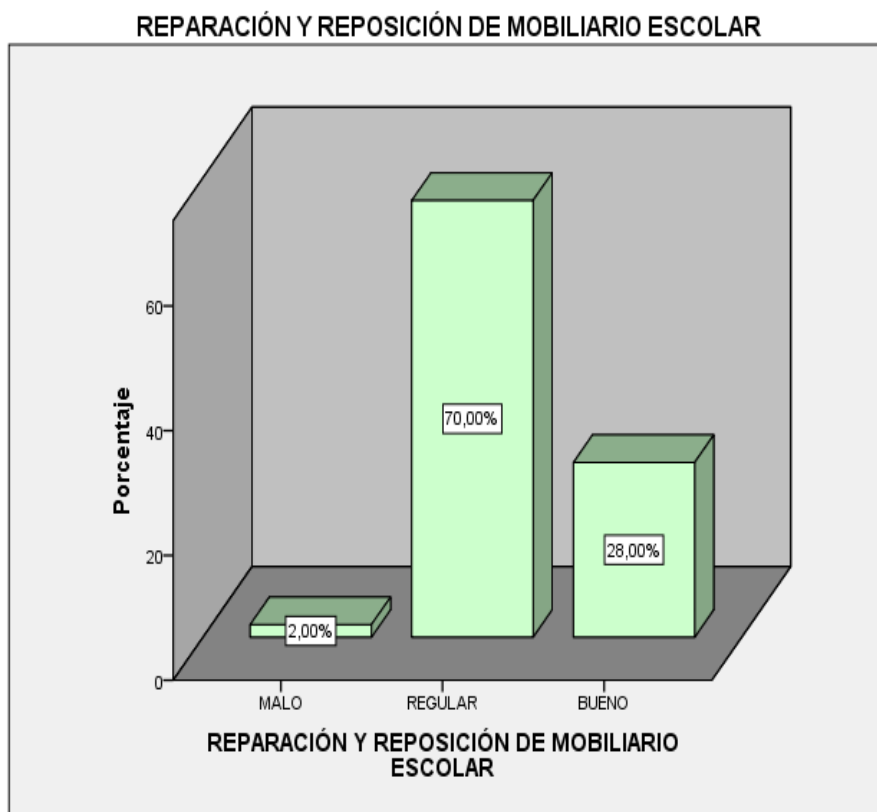 REPARACIÓN Y REPOSICIÓN DE MOBILIARIO ESCOLAR
60
40
20
0
Porcentaje
70,00%
28,00%
2,00%
MALO
REGULAR
BUENO
REPARACIÓN Y REPOSICIÓN DE MOBILIARIO
ESCOLAR